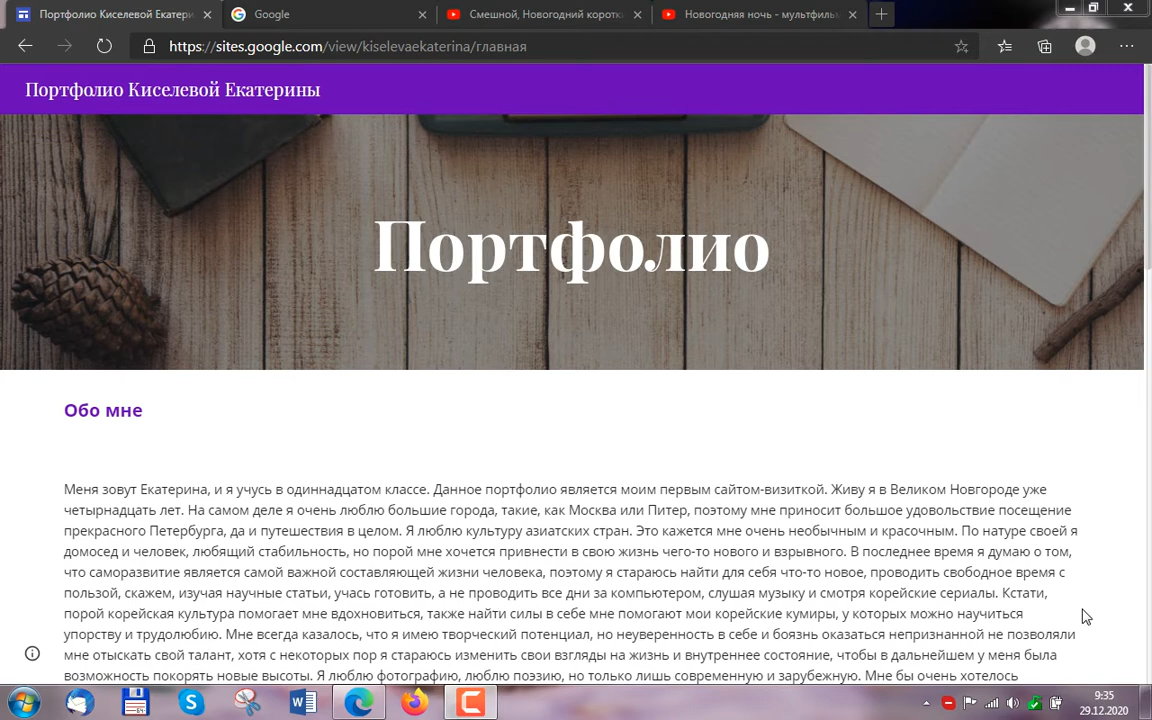 Портфолио Киселевой Екатери
Google
Смешной, Новогодний коротк
Новогодняя ночь - мультфиль
https://sites.google.com/view/kiselevaekaterina/главная
Портфолио Киселевой Екатерины
Портфолио
Обо мне
Меня зовут Екатерина, и я учусь в одиннадцатом классе. Данное портфолио является моим первым сайтом-визиткой. Живу я в Великом Новгороде уже
четырнадцать лет. На самом деле я очень люблю большие города, такие, как Москва или Питер, поэтому мне приносит большое удовольствие посещение
прекрасного Петербурга, да и путешествия в целом. Я люблю культуру азиатских стран. Это кажется мне очень необычным и красочным. По натуре своей я
домосед и человек, любящий стабильность, но порой мне хочется привнести в свою жизнь чего-то нового и взрывного. В последнее время я думаю о том,
что саморазвитие является самой важной составляющей жизни человека, поэтому я стараюсь найти для себя что-то новое, проводить свободное время с
пользой, скажем, изучая научные статьи, учась готовить, а не проводить все дни за компьютером, слушая музыку и смотря корейские сериалы. Кстати,
порой корейская культура помогает мне вдохновиться, также найти силы в себе мне помогают мои корейские кумиры, у которых можно научиться
упорству и трудолюбию. Мне всегда казалось, что я имею творческий потенциал, но неуверенность в себе и боязнь оказаться непризнанной не позволяли
мне отыскать свой талант, хотя с некоторых пор я стараюсь изменить свои взгляды на жизнь и внутреннее состояние, чтобы в дальнейшем у меня была
возможность покорять новые высоты. Я люблю фотографию, люблю поэзию, но только лишь современную и зарубежную. Мне бы очень хотелось
9:35
29.12.2020